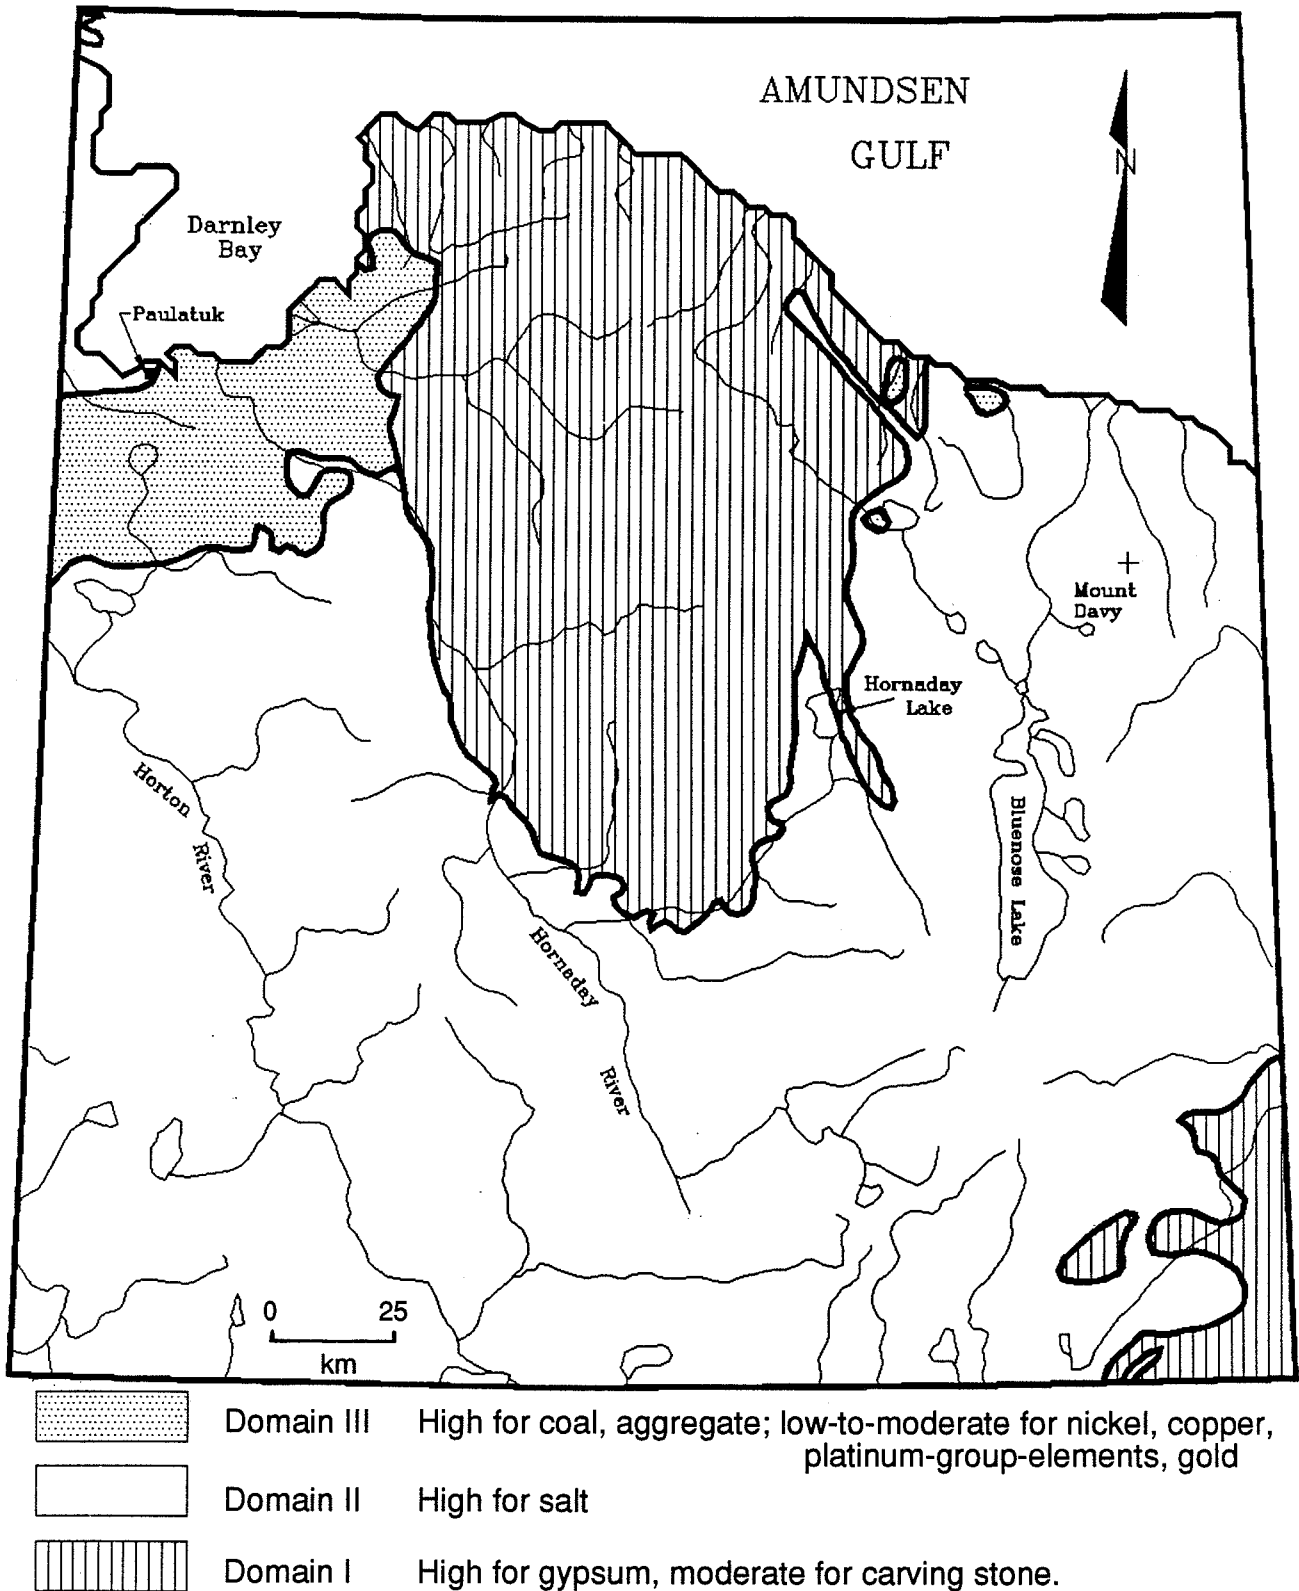 AMUNDSEN
GULF
N
Darnley
Bay
Paulatuk
Mount
Davy
Hornaday
Lake
Horton
River
Bluenose Lake
Hornaday
River
0 25
km
Domain III High for coal, aggregate; low-to-moderate for nickel, copper,
platinum-group-elements, gold
Domain II High for salt
Domain I High for gypsum, moderate for carving stone.